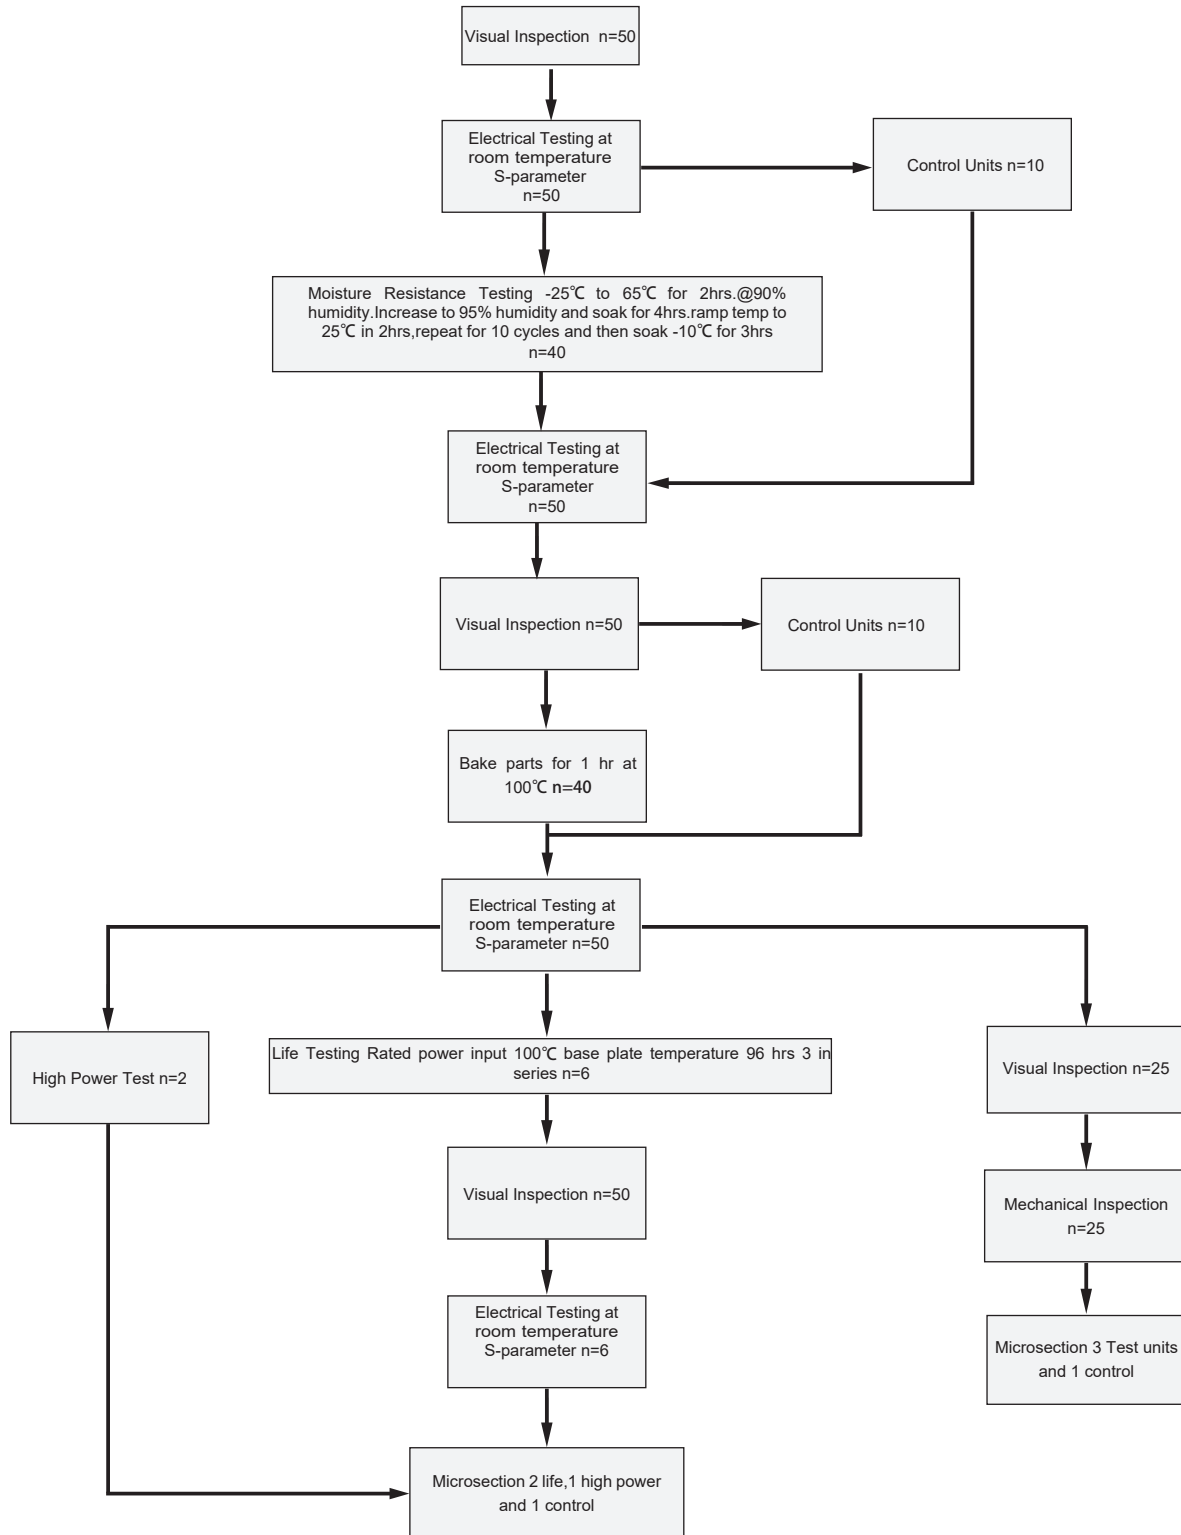 Visual Inspection n=50
Electrical Testing at
room temperature
S-parameter
n=50
Control Units n=10
Moisture Resistance Testing -25℃ to 65℃ for 2hrs.@90%
humidity.Increase to 95% humidity and soak for 4hrs.ramp temp to
25℃ in 2hrs,repeat for 10 cycles and then soak -10℃ for 3hrs
n=40
Electrical Testing at
room temperature
S-parameter
n=50
Visual Inspection n=50
Control Units n=10
Bake parts for 1 hr at
100℃ n=40
Electrical Testing at
room temperature
S-parameter n=50
High Power Test n=2
Life Testing Rated power input 100℃ base plate temperature 96 hrs 3 in
series n=6
Visual Inspection n=25
Visual Inspection n=50
Mechanical Inspection
n=25
Electrical Testing at
room temperature
S-parameter n=6
Microsection 3 Test units
and 1 control
Microsection 2 life,1 high power
and 1 control